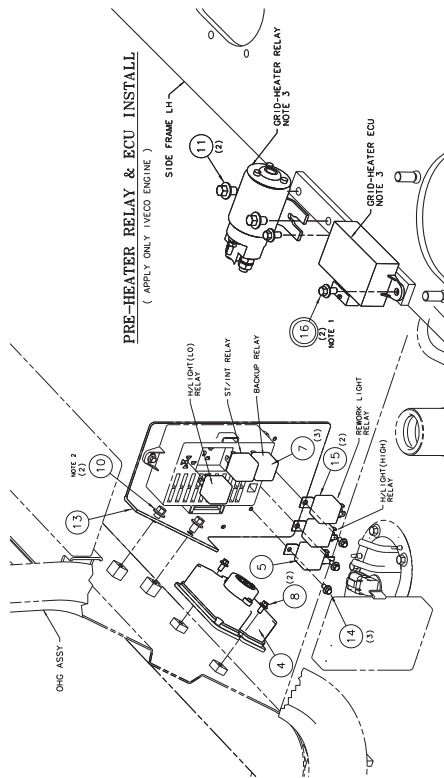 PRE-HEATER RELAY & ECU INSTALL
( APPLY ONLY IVECO ENGINE )
SIDE FRAME LH
11
(2)
GRID-HEATER RELAY
NOTE 3
GRID-HEATER ECU
NOTE 3
16
(2)
NOTE 1
OHG ASSY
13
10
(2)
NOTE 2
H/LIGHT(LO)
RELAY
ST/INT RELAY
BACKUP RELAY
7
(3)
15
(2)
REWORK LIGHT
RELAY
H/LIGHT(HIGH)
RELAY
5
(2)
8
4
14
(3)